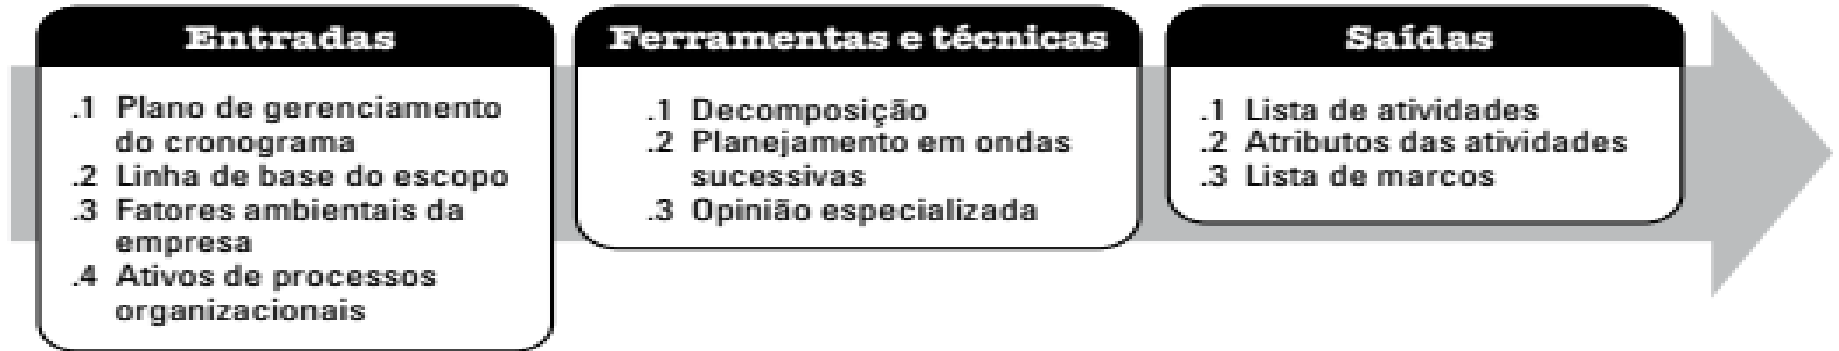 Entradas
.1 Plano de gerenciamento
do cronograma
.2 Linha de base do escopo
.3 Fatores ambientais da
empresa
.4 Ativos de processos
organizacionais
Ferramentas e técnicas
.1 Decomposição
.2 Planejamento em ondas
sucessivas
.3 Opinião especializada
Saídas
.1 Lista de atividades
.2 Atributos das atividades
.3 Lista de marcos